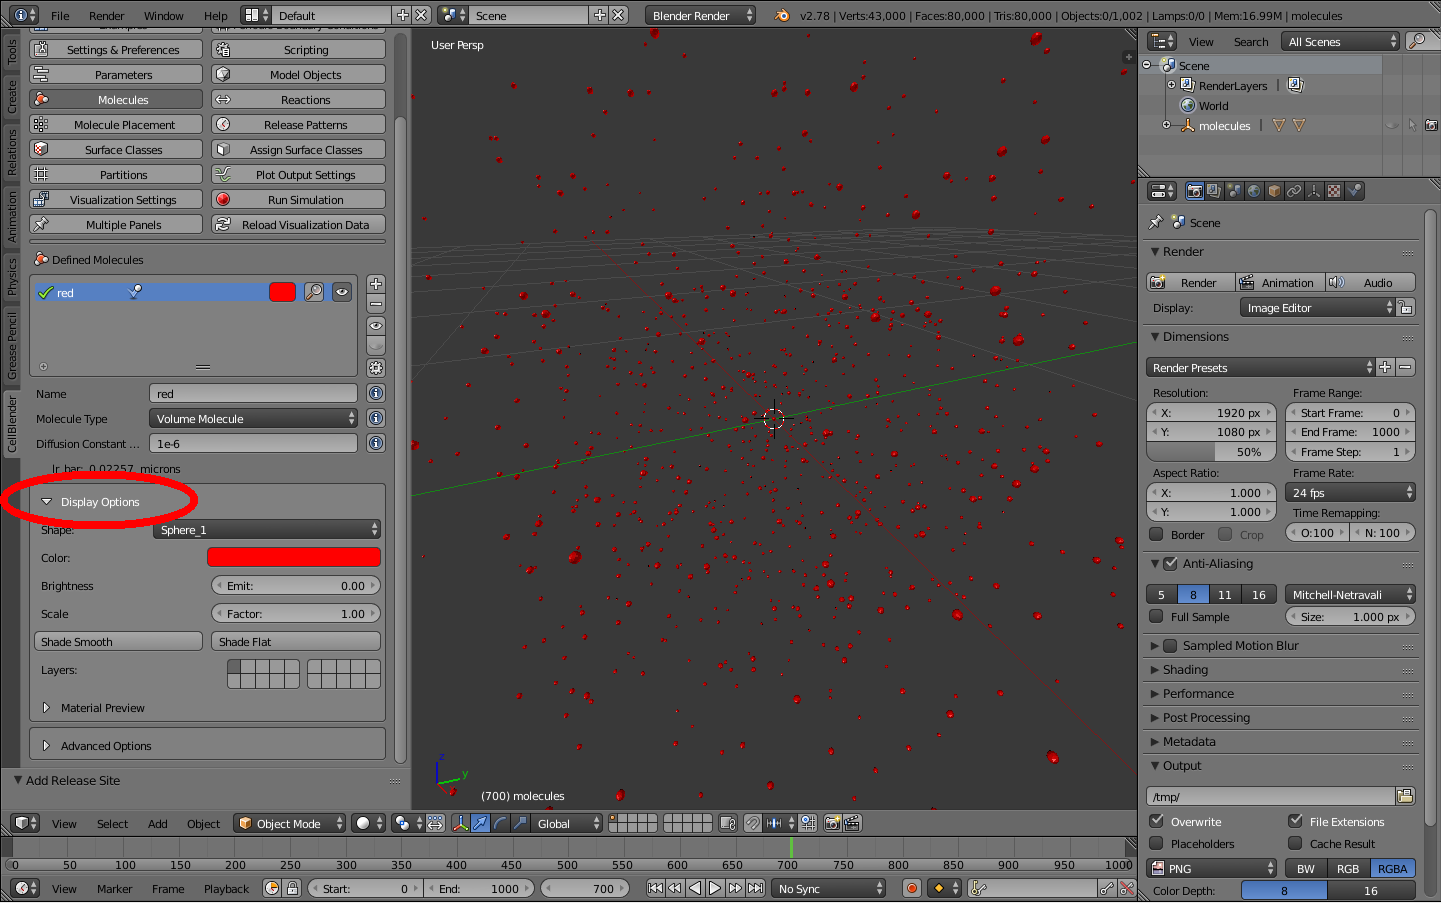 File Render Window Help Default Scene Blender Render v2.78 | Verts:43,000 | Faces:80,000 | Tris:80,000 | Objects:0/1,002 | Lamps:0/0 | Mem:16.99M | molecules
Tools
Create
Relations
Animation
Physics
Grease Pencil
CellBlender
Settings & Preferences Scripting
Parameters Model Objects
Molecules Reactions
Molecule Placement Release Patterns
Surface Classes Assign Surface Classes
Partitions Plot Output Settings
Visualization Settings Run Simulation
Multiple Panels Reload Visualization Data
Defined Molecules
red
Name red
Molecule Type Volume Molecule
Diffusion Constant ... 1e-6
lr_bar: 0.02257 microns
Display Options
Shape: Sphere_1
Color:
Brightness Emit: 0.00
Scale Factor: 1.00
Shade Smooth Shade Flat
Layers:
Material Preview
Advanced Options
Add Release Site
User Persp
z
y
(700) molecules
View Select Add Object Object Mode Global
0 50 100 150 200 250 300 350 400 450 500 550 600 650 700 750 800 850 900 950 1000
View Marker Frame Playback Start: 0 End: 1000 700 No Sync
View Search All Scenes
Scene
RenderLayers |
World
molecules |
Scene
Render
Render Animation Audio
Display: Image Editor
Dimensions
Render Presets
Resolution: Frame Range:
X: 1920 px Start Frame: 0
Y: 1080 px End Frame: 1000
50% Frame Step: 1
Aspect Ratio: Frame Rate:
X: 1.000 24 fps
Y: 1.000 Time Remapping:
Border Crop O:100 N: 100
Anti-Aliasing
5 8 11 16 Mitchell-Netravali
Full Sample Size: 1.000 px
Sampled Motion Blur
Shading
Performance
Post Processing
Metadata
Output
/tmp/
Overwrite File Extensions
Placeholders Cache Result
PNG BW RGB RGBA
Color Depth: 8 16